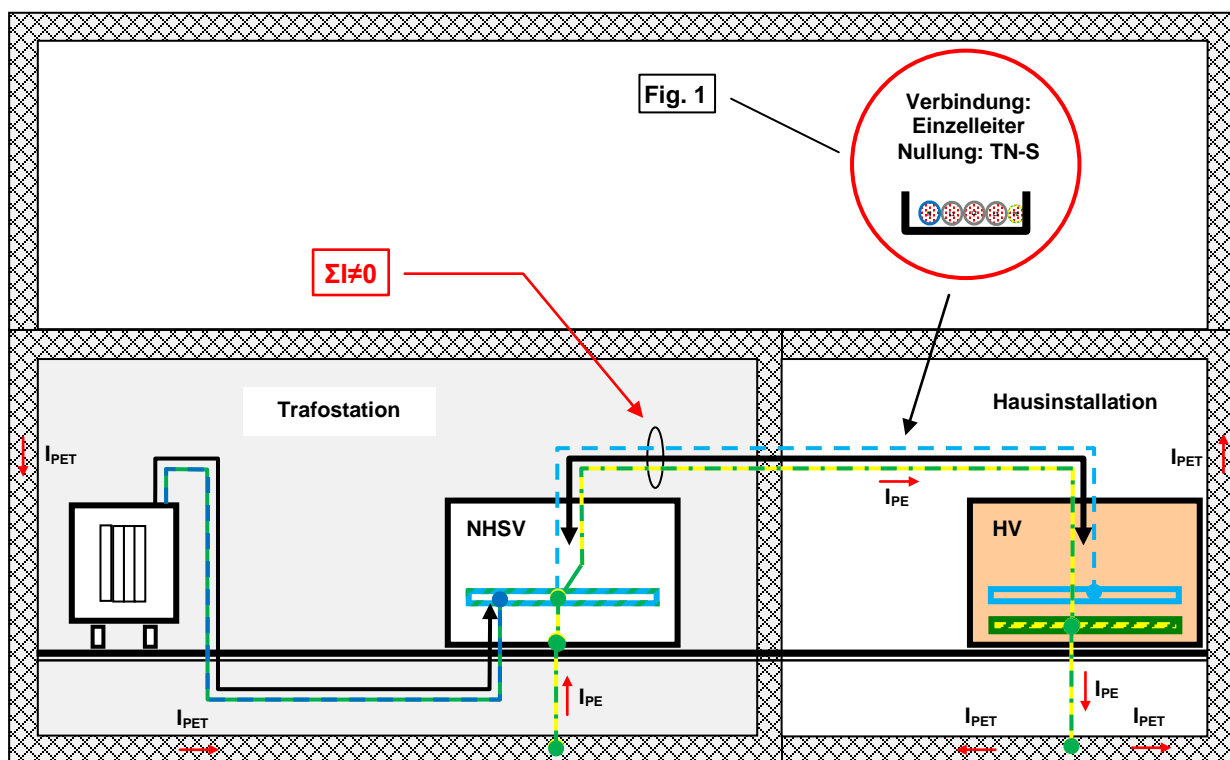 Fig. 1
Verbindung:
Einzelleiter
Nullung: TN-S
ΣI≠0
Trafostation
Hausinstallation
IPET
IPET
IPE
NHSV
HV
IPE
IPE
IPET
IPET
IPET